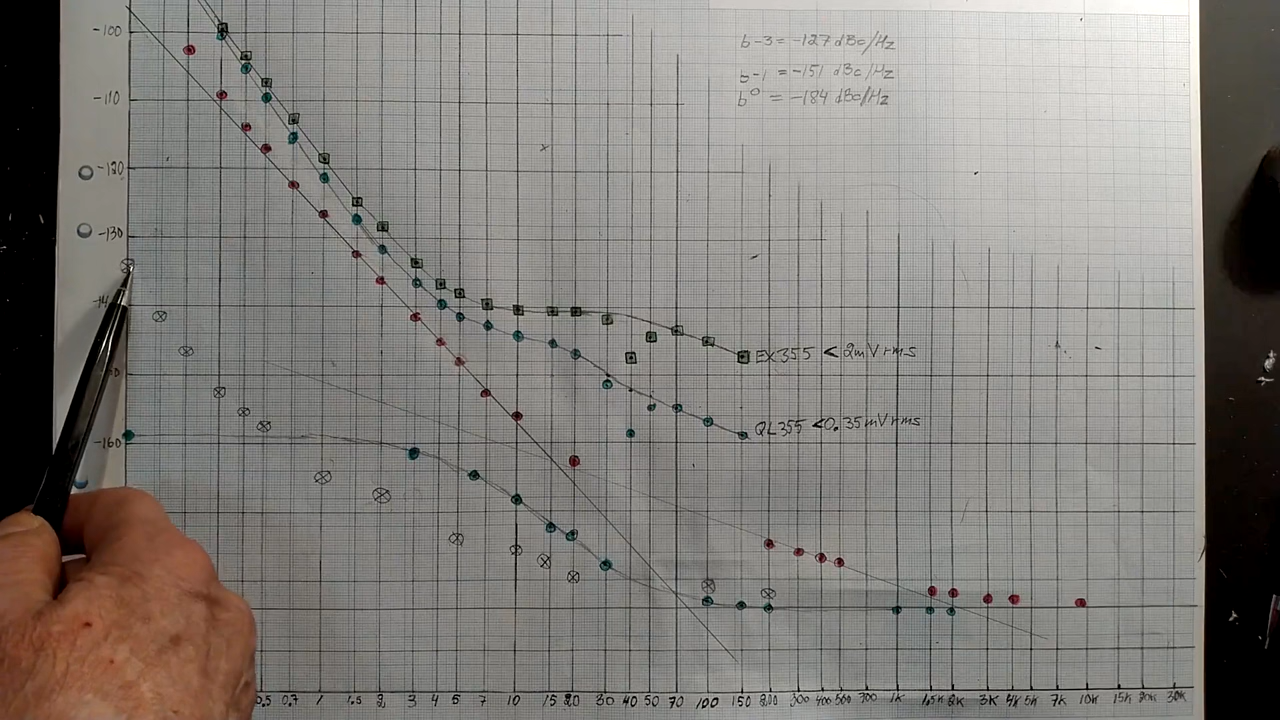 b-3 = -127 dBc/Hz
b-1 = -151 dBc/Hz
b0 = -184 dBc/Hz
-100
-110
-120
-130
-160
EX355 < 2mVrms
QL355 < 0.35mVrms
0.5 0.7 1 1.5 2 3 4 5 7 10 15 20 30 40 50 70 100 150 200 300 400 500 700 1K 1.5K 2K 3K 4K 5K 7K 10K 15K 20K 30K